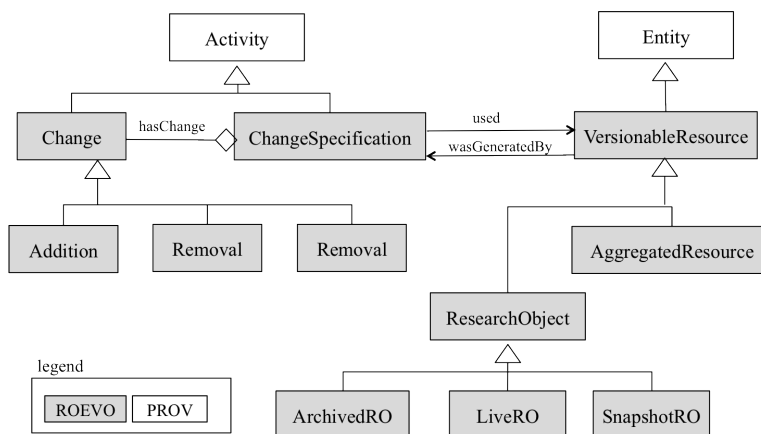 Activity
Entity
Change
hasChange
ChangeSpecification
used
wasGeneratedBy
VersionableResource
Addition
Removal
Removal
AggregatedResource
ResearchObject
legend
ROEVO
PROV
ArchivedRO
LiveRO
SnapshotRO